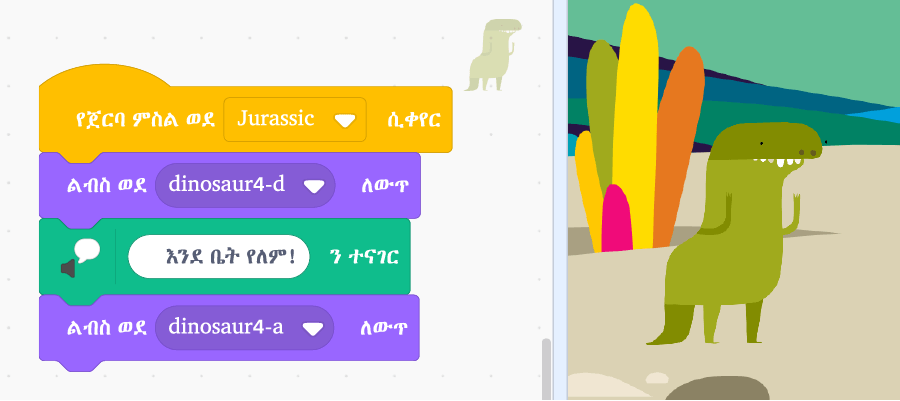 የጀርባ ምስል ወደ Jurassic ሲቀየር
ልብስ ወደ dinosaur4-d ለውጥ
እንደ ቤት የለም! ን ተናገር
ልብስ ወደ dinosaur4-a ለውጥ